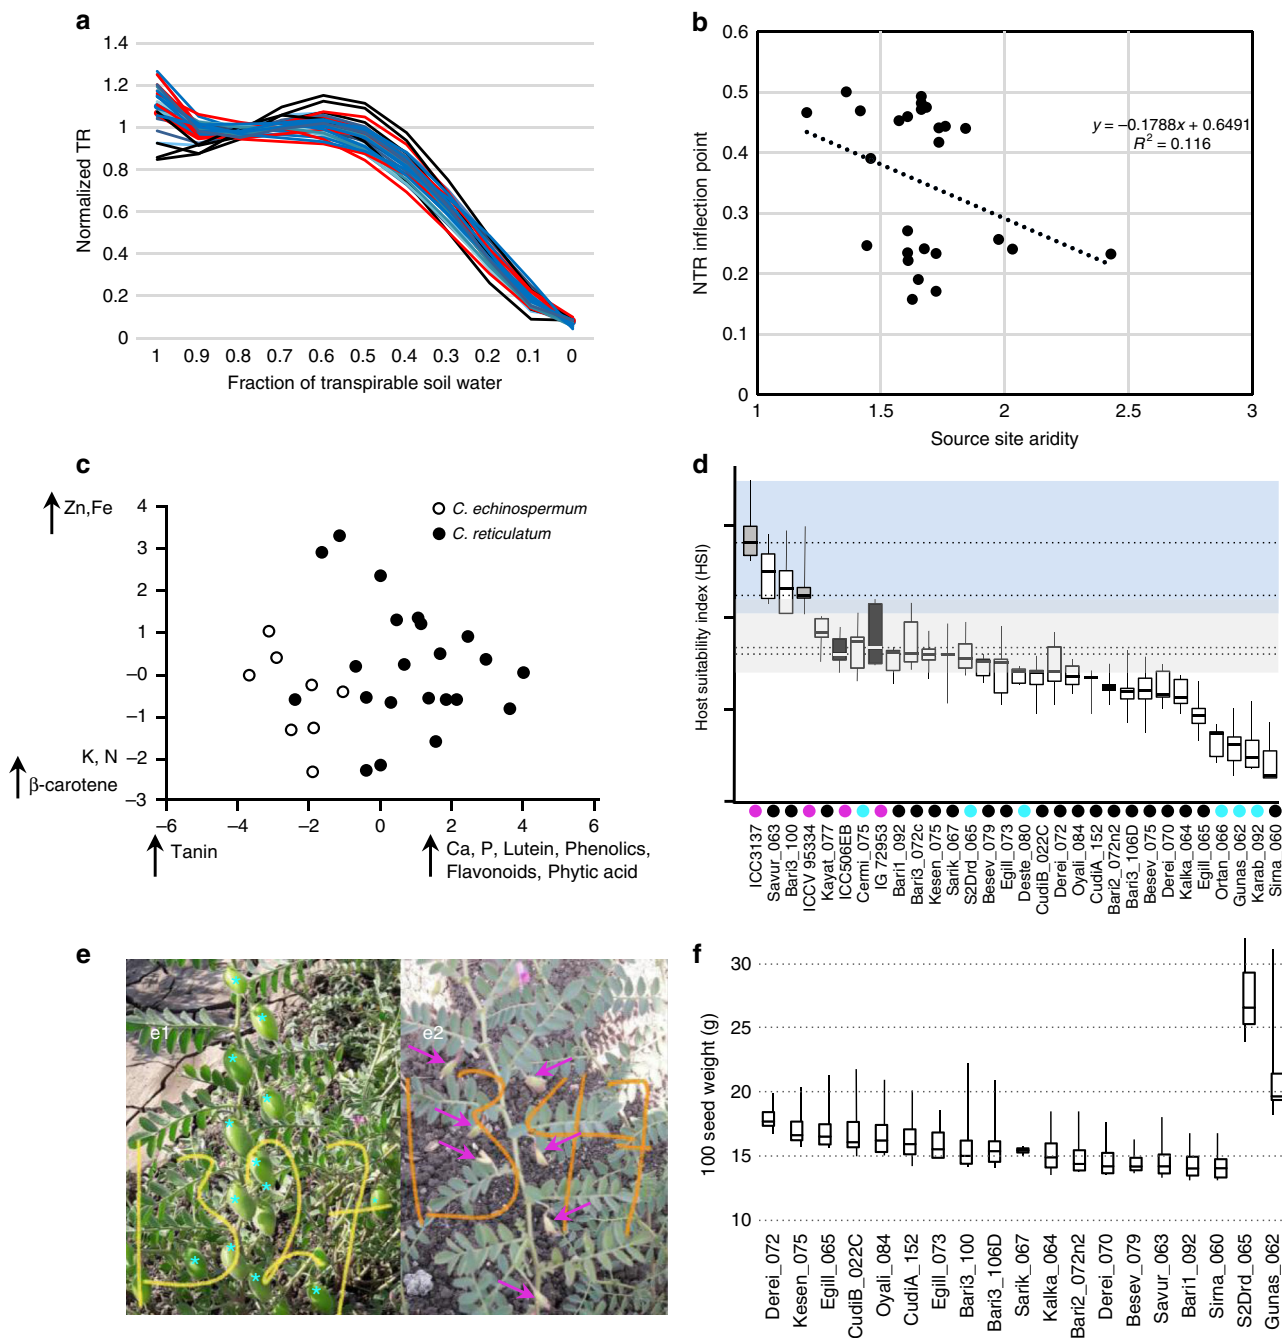 a
1.4
1.2
1
0.8
0.6
0.4
0.2
0
Normalized TR
1 0.9 0.8 0.7 0.6 0.5 0.4 0.3 0.2 0.1 0
Fraction of transpirable soil water
b
0.6
0.5
0.4
0.3
0.2
0.1
0
NTR inflection point
y = –0.1788x + 0.6491
R² = 0.116
1 1.5 2 2.5 3
Source site aridity
c
Zn,Fe
4
3
2
1
–0
–1
–2
–3
K, N
β-carotene
C. echinospermum
C. reticulatum
–6 –4 –2 0 2 4 6
Tanin
Ca, P, Lutein, Phenolics,
Flavonoids, Phytic acid
d
Host suitability index (HSI)
ICC3137
Savur_063
Bari3_100
ICCV 95334
Kayat_077
ICC506EB
Cermi_075
IG 72953
Bari1_092
Bari3_072c
Kesen_075
Sarik_067
S2Drd_065
Besev_079
Egill_073
Deste_080
CudiB_022C
Derei_072
Oyali_084
CudiA_152
Bari2_072n2
Bari3_106D
Besev_075
Derei_070
Kalka_064
Egill_065
Ortan_066
Gunas_062
Karab_092
Sirna_060
e
e1
1327
e2
1347
f
30
25
20
15
10
100 seed weight (g)
Derei_072
Kesen_075
Egill_065
CudiB_022C
Oyali_084
CudiA_152
Egill_073
Bari3_100
Bari3_106D
Sarik_067
Kalka_064
Bari2_072n2
Derei_070
Besev_079
Savur_063
Bari1_092
Sirna_060
S2Drd_065
Gunas_062